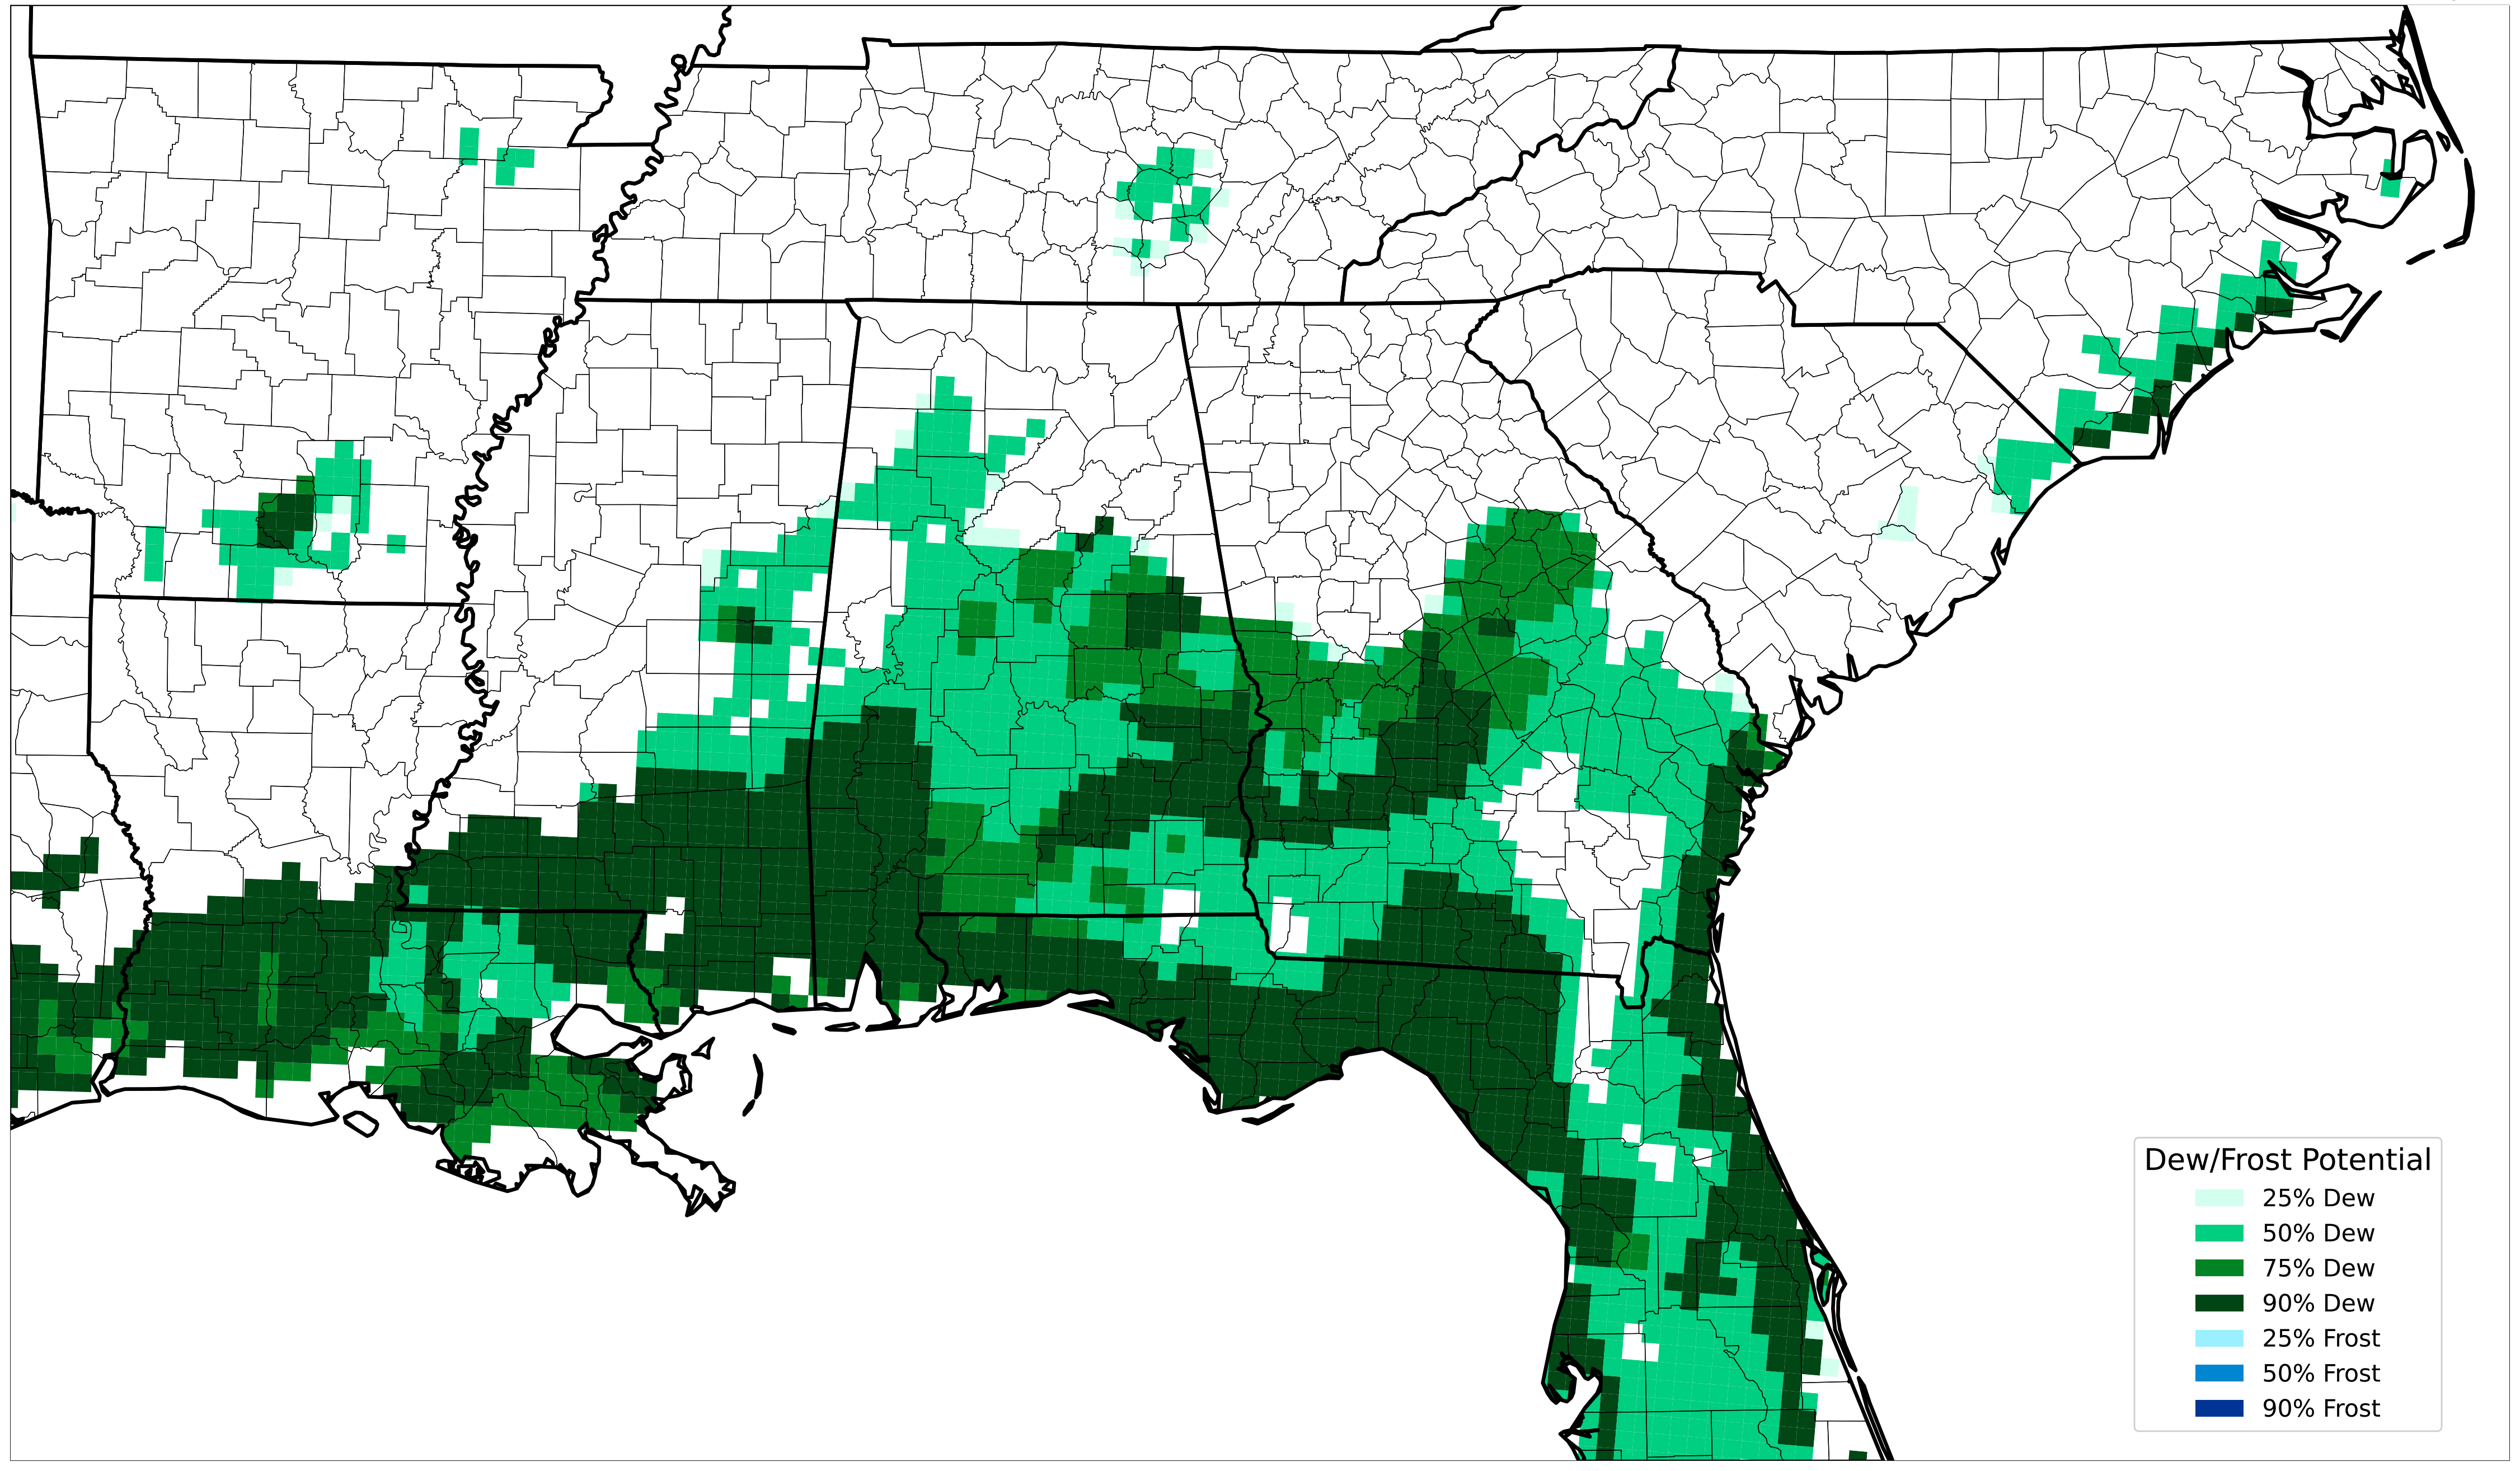 Dew/Frost Potential
25% Dew
50% Dew
75% Dew
90% Dew
25% Frost
50% Frost
90% Frost